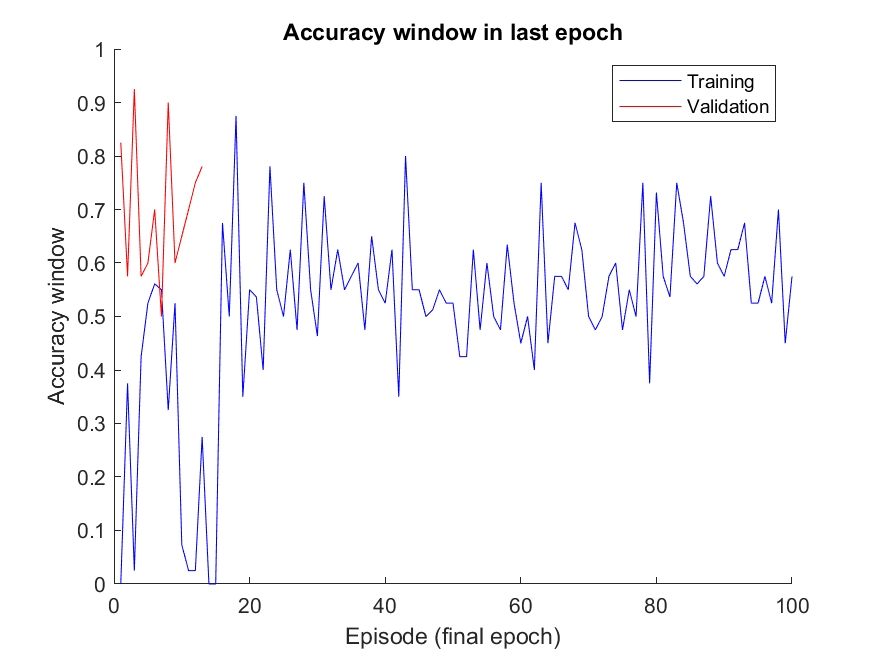 Accuracy window in last epoch
Training
Validation
Accuracy window
1
0.9
0.8
0.7
0.6
0.5
0.4
0.3
0.2
0.1
0
0 20 40 60 80 100
Episode (final epoch)